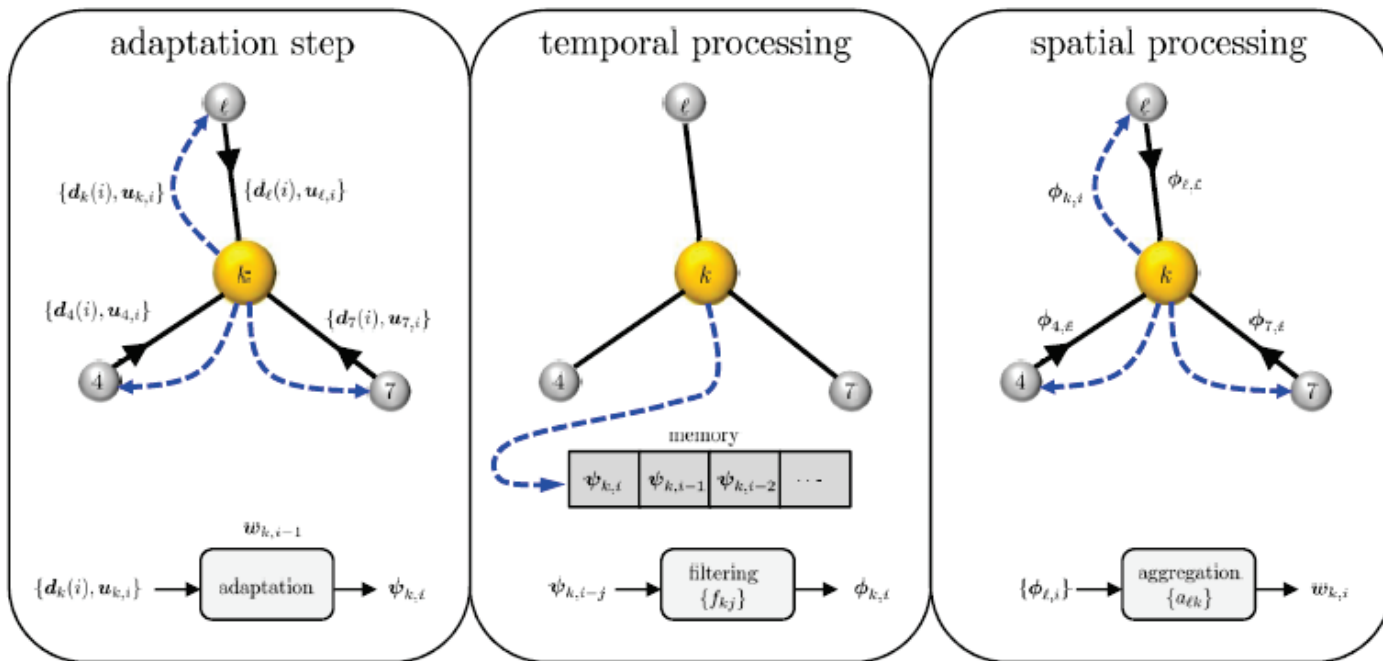 adaptation step
ℓ
{d_k(i), u_{k,i}}
{d_ℓ(i), u_{ℓ,i}}
k
{d_4(i), u_{4,i}}
{d_7(i), u_{7,i}}
4
7
w_{k,i−1}
{d_k(i), u_{k,i}}
adaptation
ψ_{k,i}
temporal processing
ℓ
k
4
7
memory
ψ_{k,i}
ψ_{k,i−1}
ψ_{k,i−2}
...
ψ_{k,i−j}
filtering
{f_{kj}}
ϕ_{k,i}
spatial processing
ℓ
ϕ_{k,i}
ϕ_{ℓ,i}
k
ϕ_{4,i}
ϕ_{7,i}
4
7
{ϕ_{ℓ,i}}
aggregation
{a_{ℓk}}
w_{k,i}